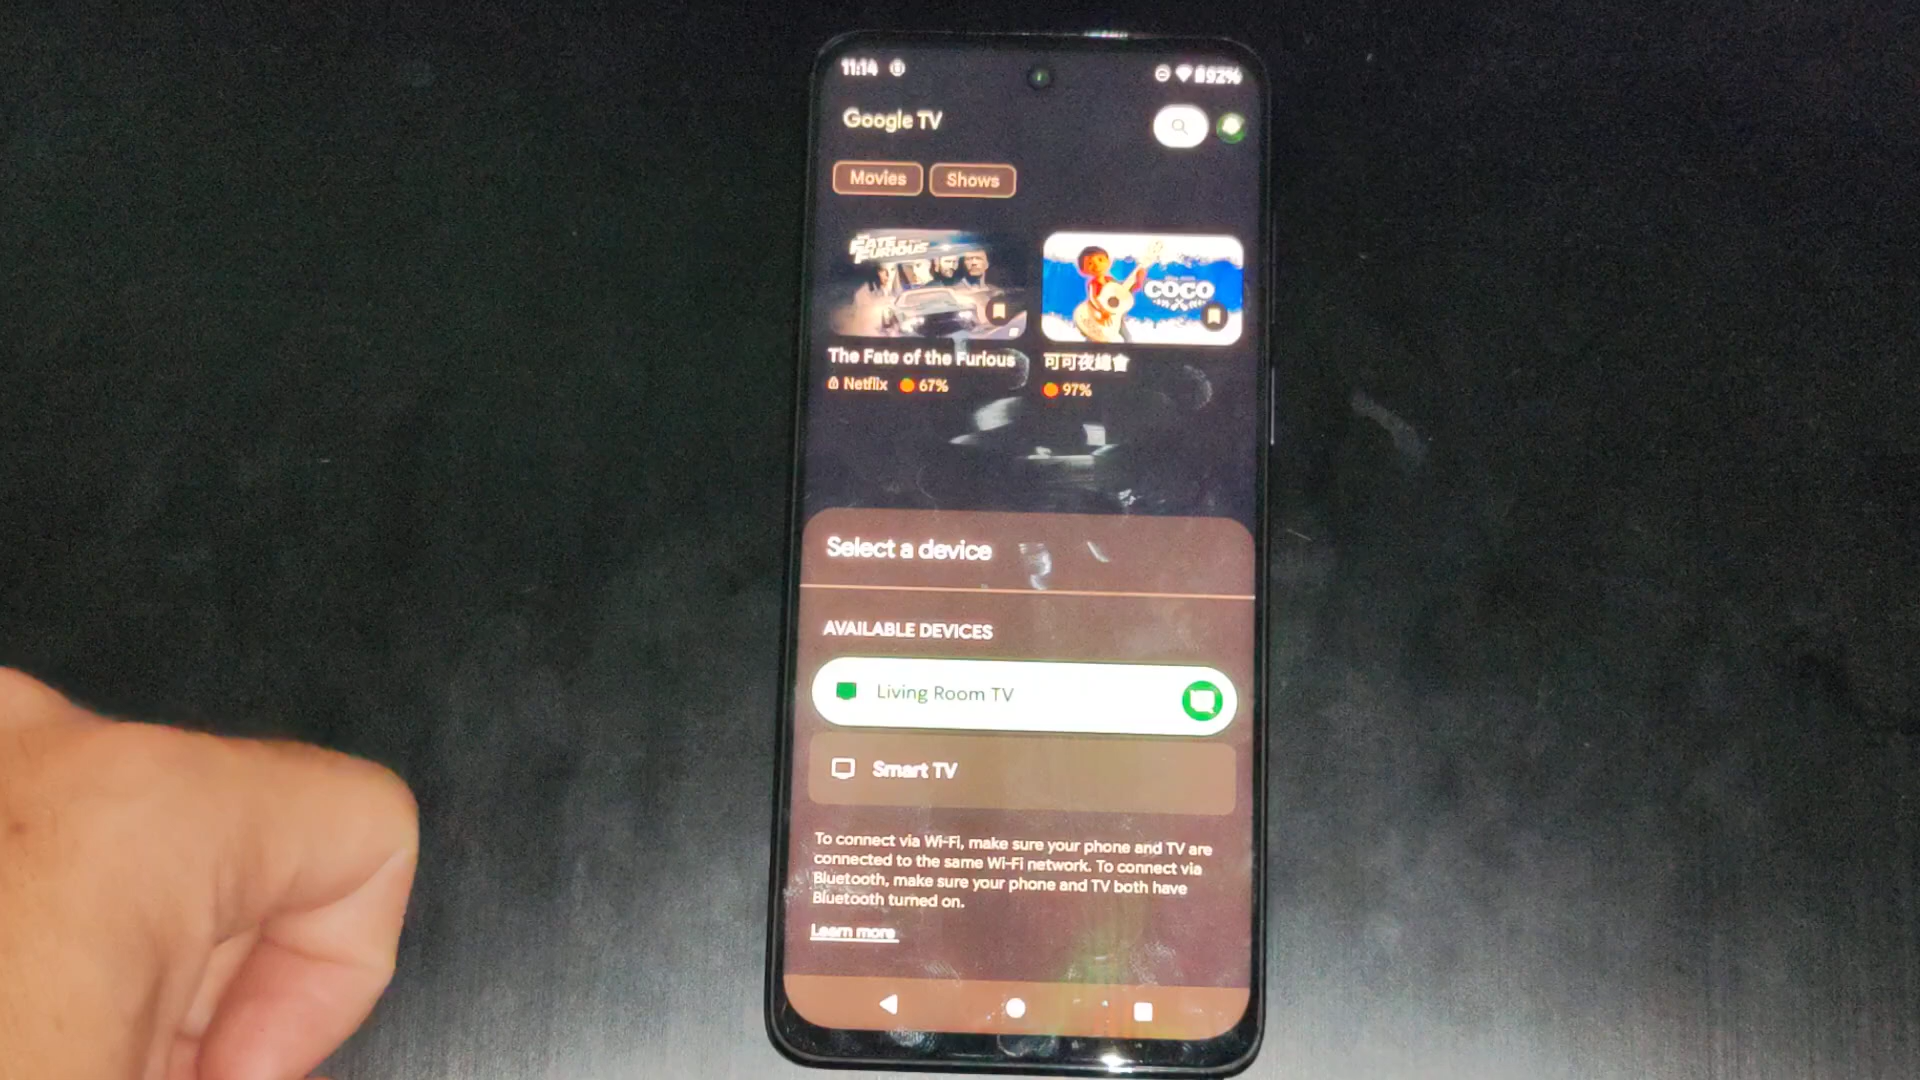 11:14
92%
Google TV
Movies
Shows
FATE
FURIOUS
COCO
The Fate of the Furious
可可夜總會
Netflix 67%
97%
Select a device
AVAILABLE DEVICES
Living Room TV
Smart TV
To connect via Wi-Fi, make sure your phone and TV are
connected to the same Wi-Fi network. To connect via
Bluetooth, make sure your phone and TV both have
Bluetooth turned on.
Learn more